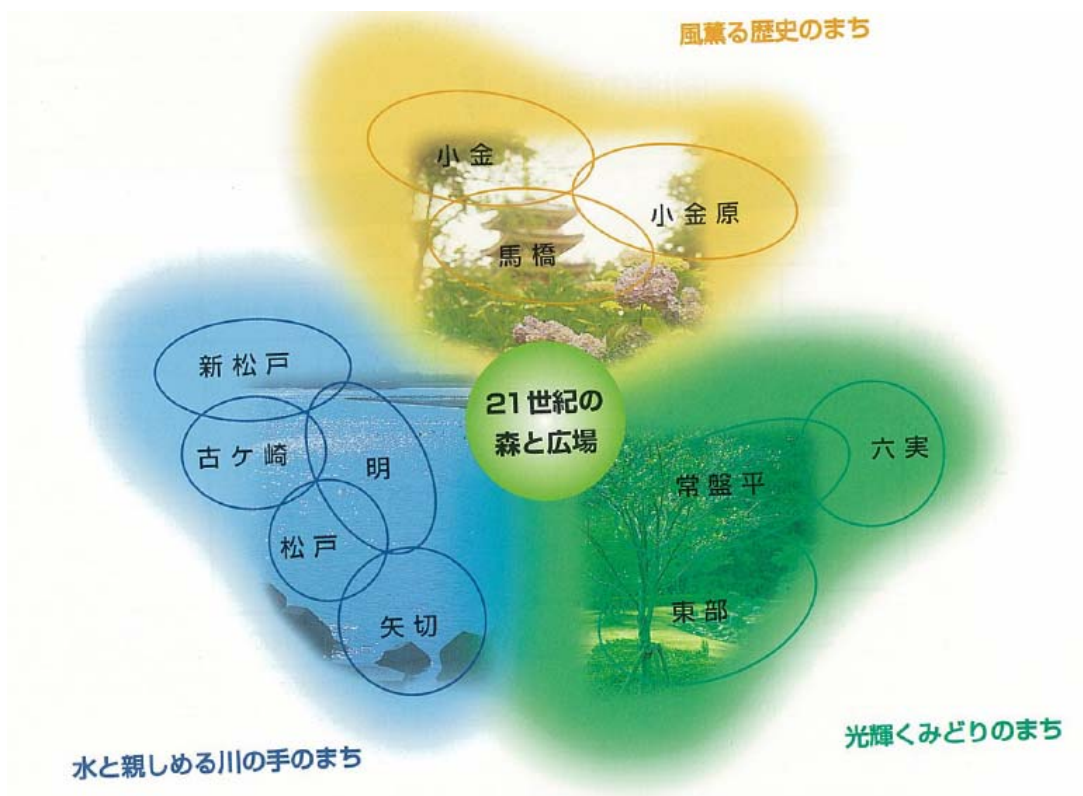 風薫る歴史のまち
小金
小金原
馬橋
新松戸
古ケ崎
明
松戸
矢切
21世紀の
森と広場
常盤平
六実
東部
光輝くみどりのまち
水と親しめる川の手のまち